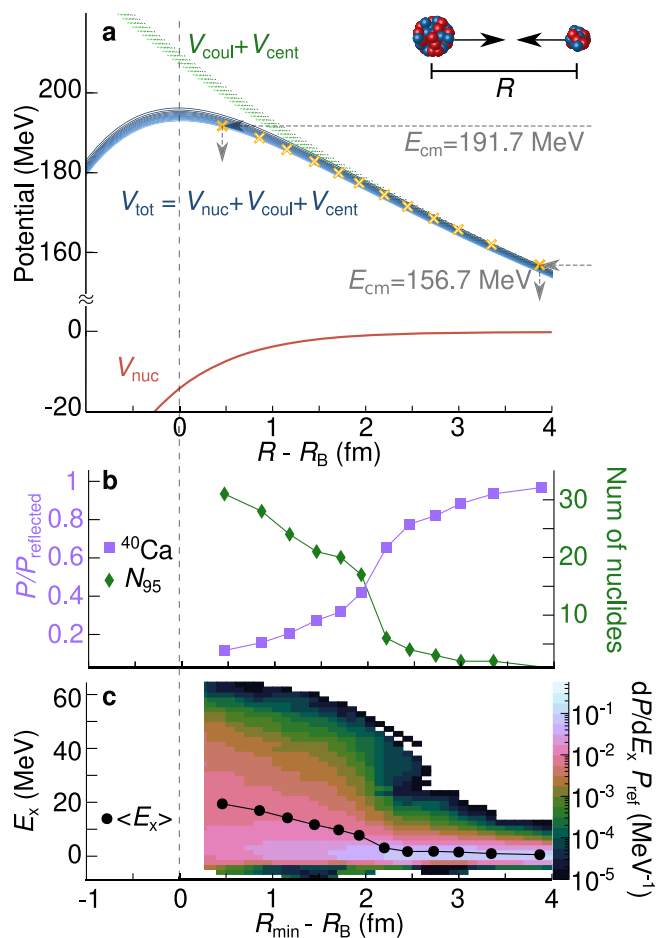 a
V_coul + V_cent
R
200
180
160
Potential (MeV)
E_cm=191.7 MeV
V_tot = V_nuc + V_coul + V_cent
E_cm=156.7 MeV
0
-20
V_nuc
0 1 2 3 4
R - R_B (fm)
b
1
0.8
0.6
0.4
0.2
P/P_reflected
⁴⁰Ca
N_95
30
20
10
Num of nuclides
c
60
40
20
0
E_x (MeV)
<E_x>
10⁻¹
10⁻²
10⁻³
10⁻⁴
10⁻⁵
dP/dE_x P_ref (MeV⁻¹)
-1 0 1 2 3 4
R_min - R_B (fm)